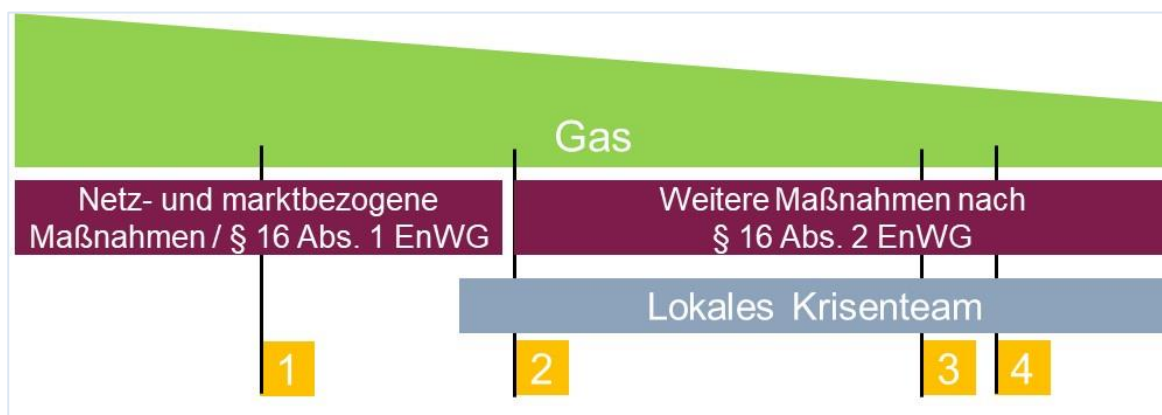 Gas
Netz- und marktbezogene
Maßnahmen / § 16 Abs. 1 EnWG
Weitere Maßnahmen nach
§ 16 Abs. 2 EnWG
Lokales Krisenteam
1
2
3
4